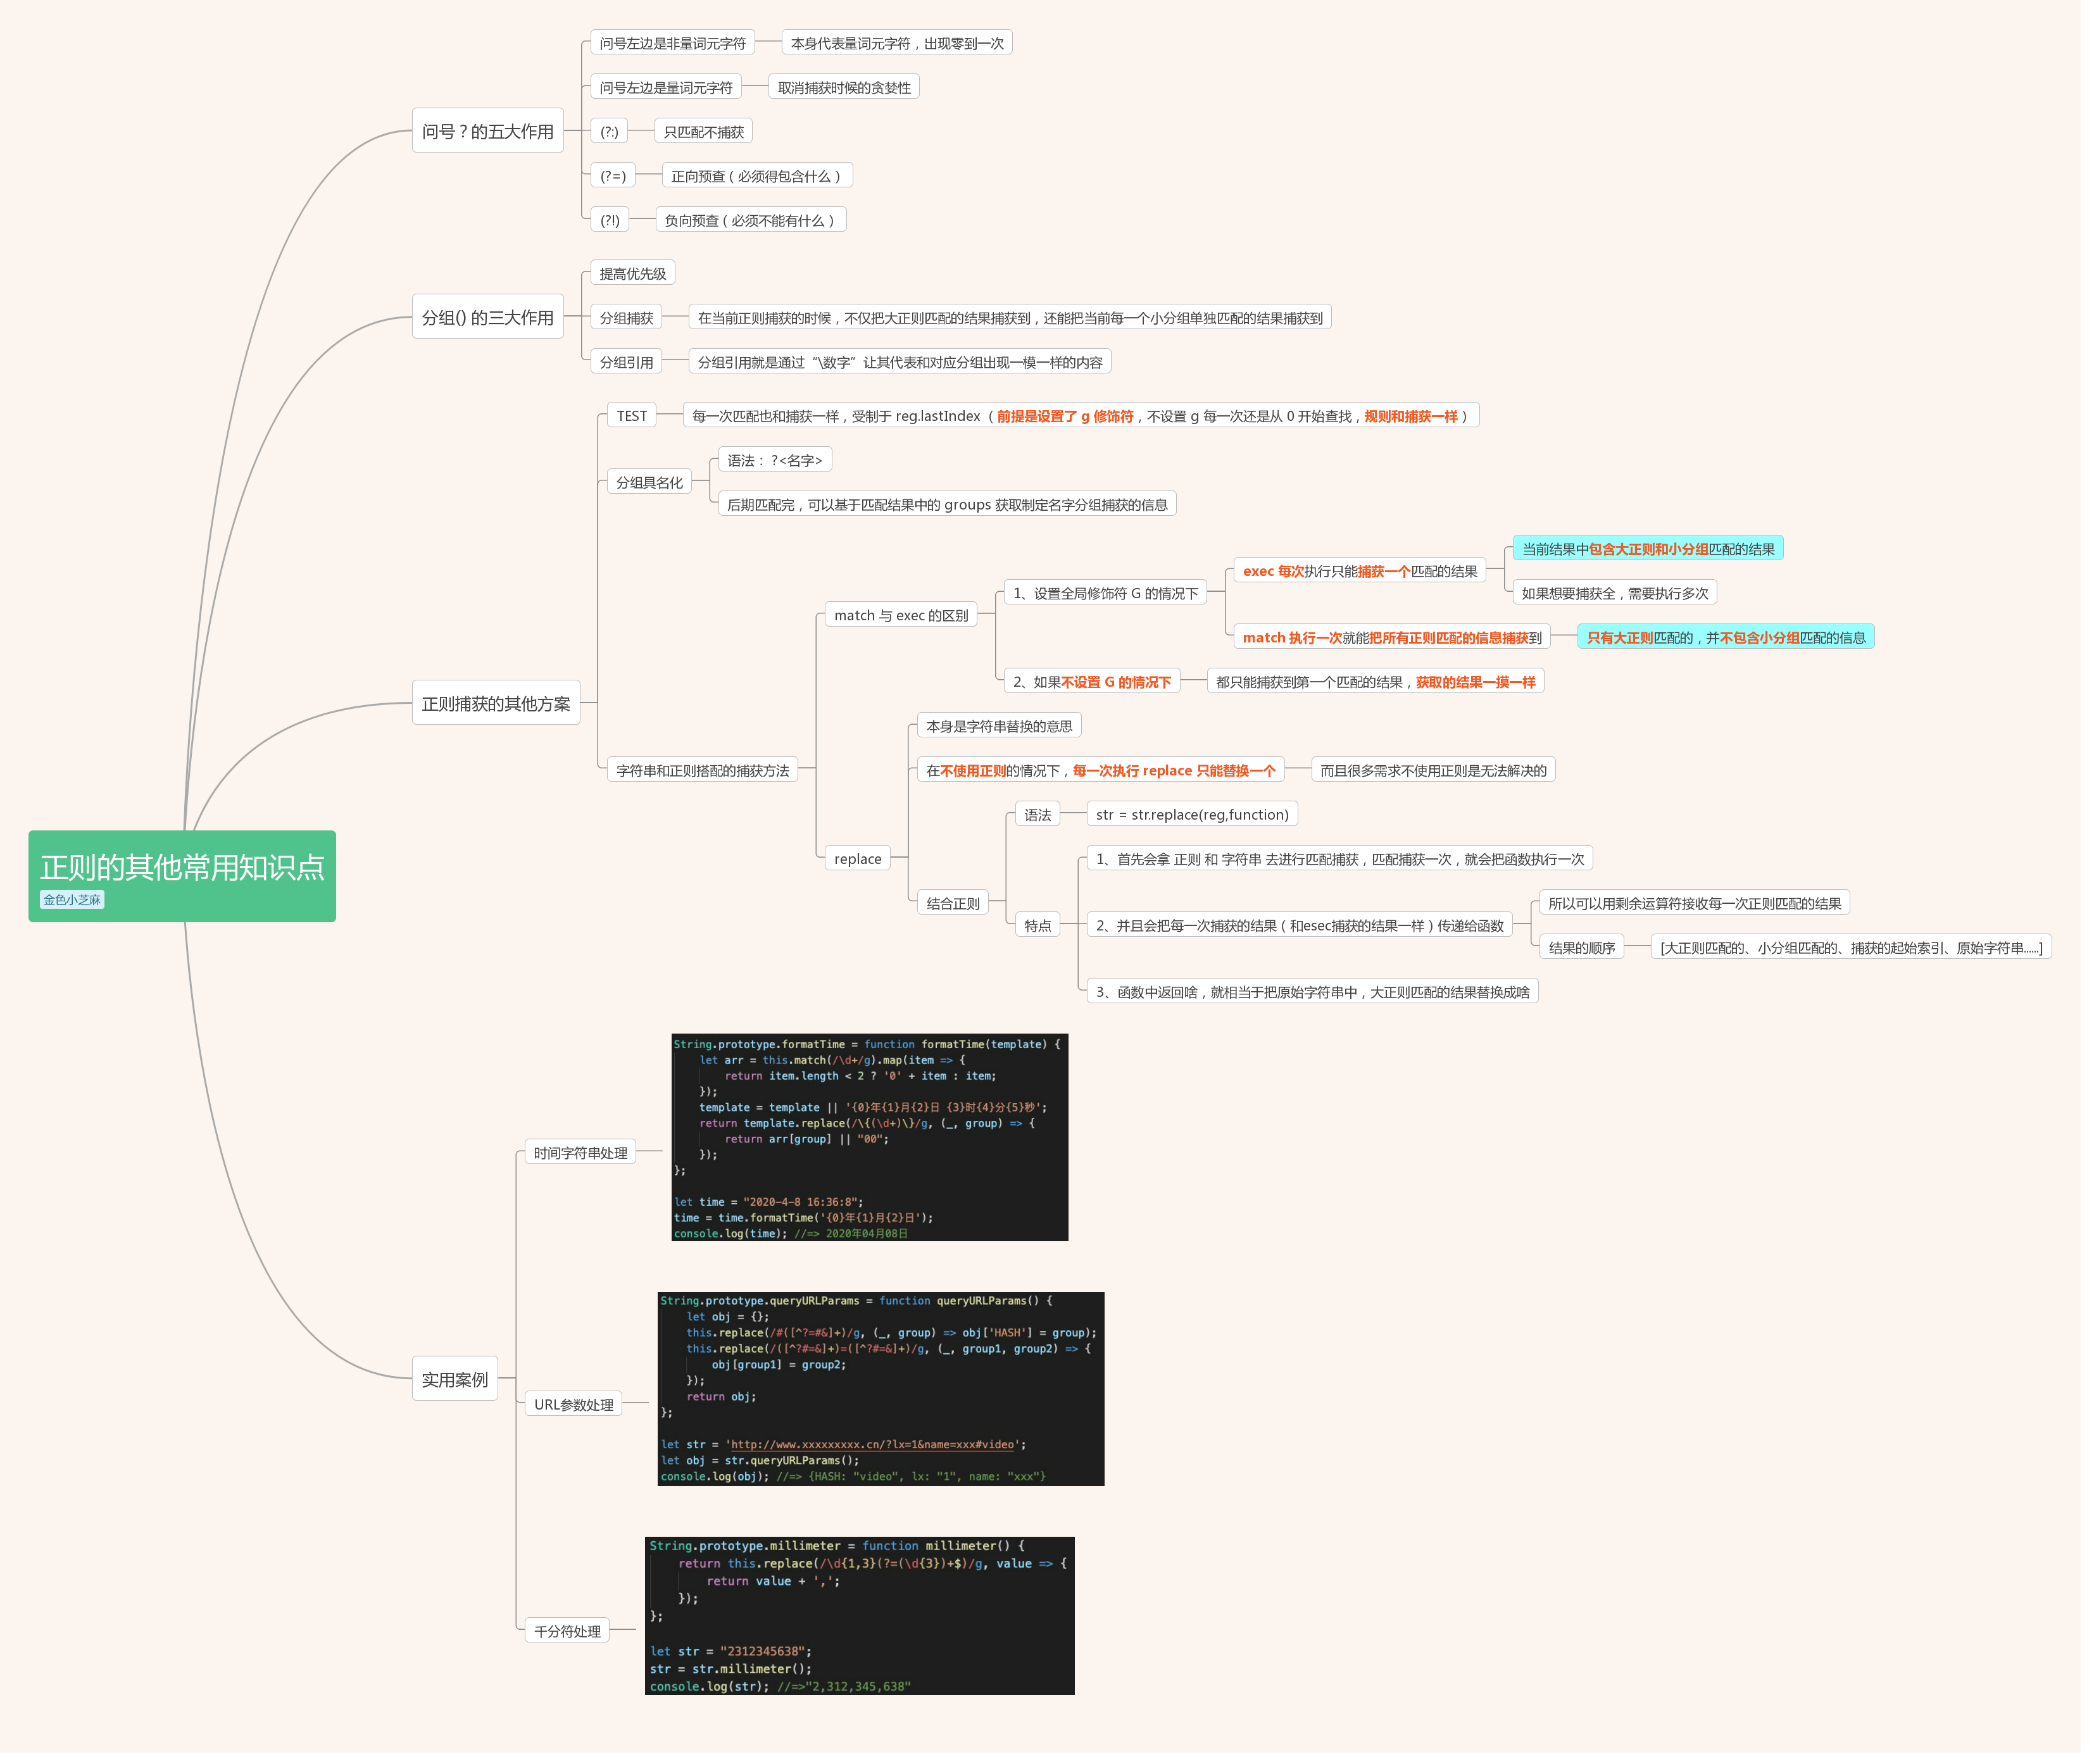 正则的其他常用知识点
金色小芝麻
问号 ? 的五大作用
问号左边是非量词元字符
本身代表量词元字符，出现零到一次
问号左边是量词元字符
取消捕获时候的贪婪性
(?:)
只匹配不捕获
(?=)
正向预查（必须得包含什么）
(?!)
负向预查（必须不能有什么）
分组() 的三大作用
提高优先级
分组捕获
在当前正则捕获的时候，不仅把大正则匹配的结果捕获到，还能把当前每一个小分组单独匹配的结果捕获到
分组引用
分组引用就是通过“\数字”让其代表和对应分组出现一模一样的内容
正则捕获的其他方案
TEST
每一次匹配也和捕获一样，受制于 reg.lastIndex （前提是设置了 g 修饰符，不设置 g 每一次还是从 0 开始查找，规则和捕获一样）
分组具名化
语法： ?<名字>
后期匹配完，可以基于匹配结果中的 groups 获取制定名字分组捕获的信息
字符串和正则搭配的捕获方法
match 与 exec 的区别
1、设置全局修饰符 G 的情况下
exec 每次执行只能捕获一个匹配的结果
当前结果中包含大正则和小分组匹配的结果
如果想要捕获全，需要执行多次
match 执行一次就能把所有正则匹配的信息捕获到
只有大正则匹配的，并不包含小分组匹配的信息
2、如果不设置 G 的情况下
都只能捕获到第一个匹配的结果，获取的结果一摸一样
replace
本身是字符串替换的意思
在不使用正则的情况下，每一次执行 replace 只能替换一个
而且很多需求不使用正则是无法解决的
结合正则
语法
str = str.replace(reg,function)
特点
1、首先会拿 正则 和 字符串 去进行匹配捕获，匹配捕获一次，就会把函数执行一次
2、并且会把每一次捕获的结果（和esec捕获的结果一样）传递给函数
所以可以用剩余运算符接收每一次正则匹配的结果
结果的顺序
[大正则匹配的、小分组匹配的、捕获的起始索引、原始字符串......]
3、函数中返回啥，就相当于把原始字符串中，大正则匹配的结果替换成啥
实用案例
时间字符串处理
String.prototype.formatTime = function formatTime(template) {
let arr = this.match(/\d+/g).map(item => {
return item.length < 2 ? '0' + item : item;
});
template = template || '{0}年{1}月{2}日 {3}时{4}分{5}秒';
return template.replace(/\{(\d+)\}/g, (_, group) => {
return arr[group] || "00";
});
};
let time = "2020-4-8 16:36:8";
time = time.formatTime('{0}年{1}月{2}日');
console.log(time); //=> 2020年04月08日
URL参数处理
String.prototype.queryURLParams = function queryURLParams() {
let obj = {};
this.replace(/#([^?=#&]+)/g, (_, group) => obj['HASH'] = group);
this.replace(/([^?#=&]+)=([^?#=&]+)/g, (_, group1, group2) => {
obj[group1] = group2;
});
return obj;
};
let str = 'http://www.xxxxxxxxx.cn/?lx=1&name=xxx#video';
let obj = str.queryURLParams();
console.log(obj); //=> {HASH: "video", lx: "1", name: "xxx"}
千分符处理
String.prototype.millimeter = function millimeter() {
return this.replace(/\d{1,3}(?=(\d{3})+$)/g, value => {
return value + ',';
});
};
let str = "2312345638";
str = str.millimeter();
console.log(str); //=>"2,312,345,638"